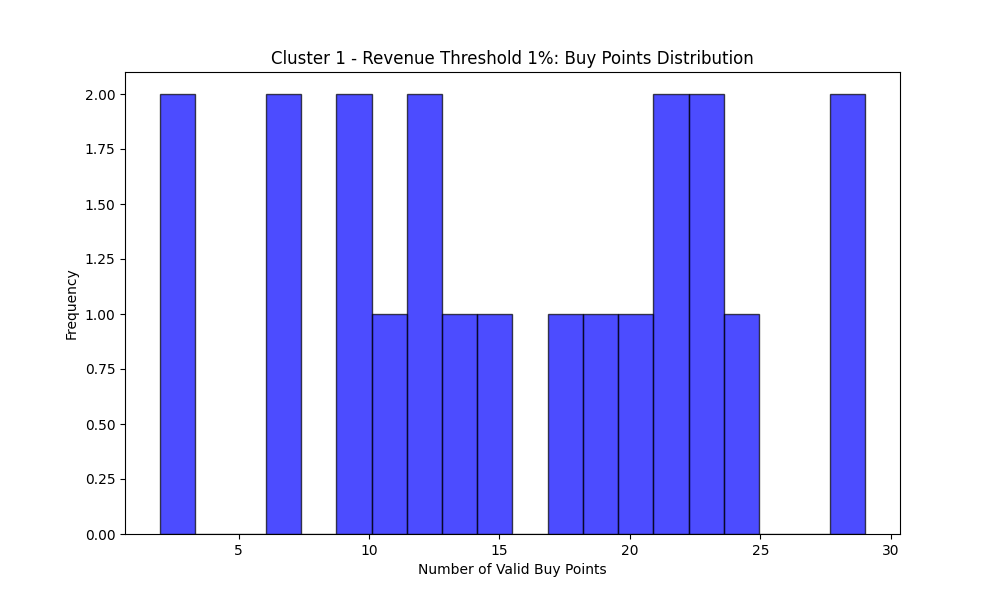 Cluster 1 - Revenue Threshold 1%: Buy Points Distribution
Frequency
2.00
1.75
1.50
1.25
1.00
0.75
0.50
0.25
0.00
5 10 15 20 25 30
Number of Valid Buy Points